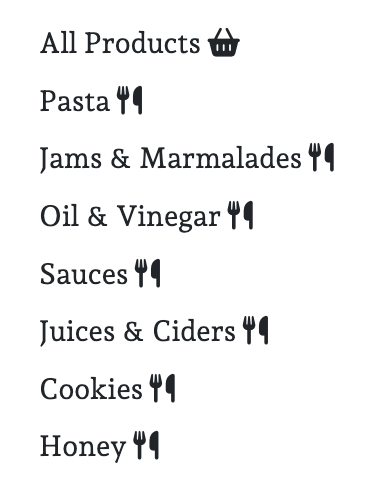 All Products
Pasta
Jams & Marmalades
Oil & Vinegar
Sauces
Juices & Ciders
Cookies
Honey